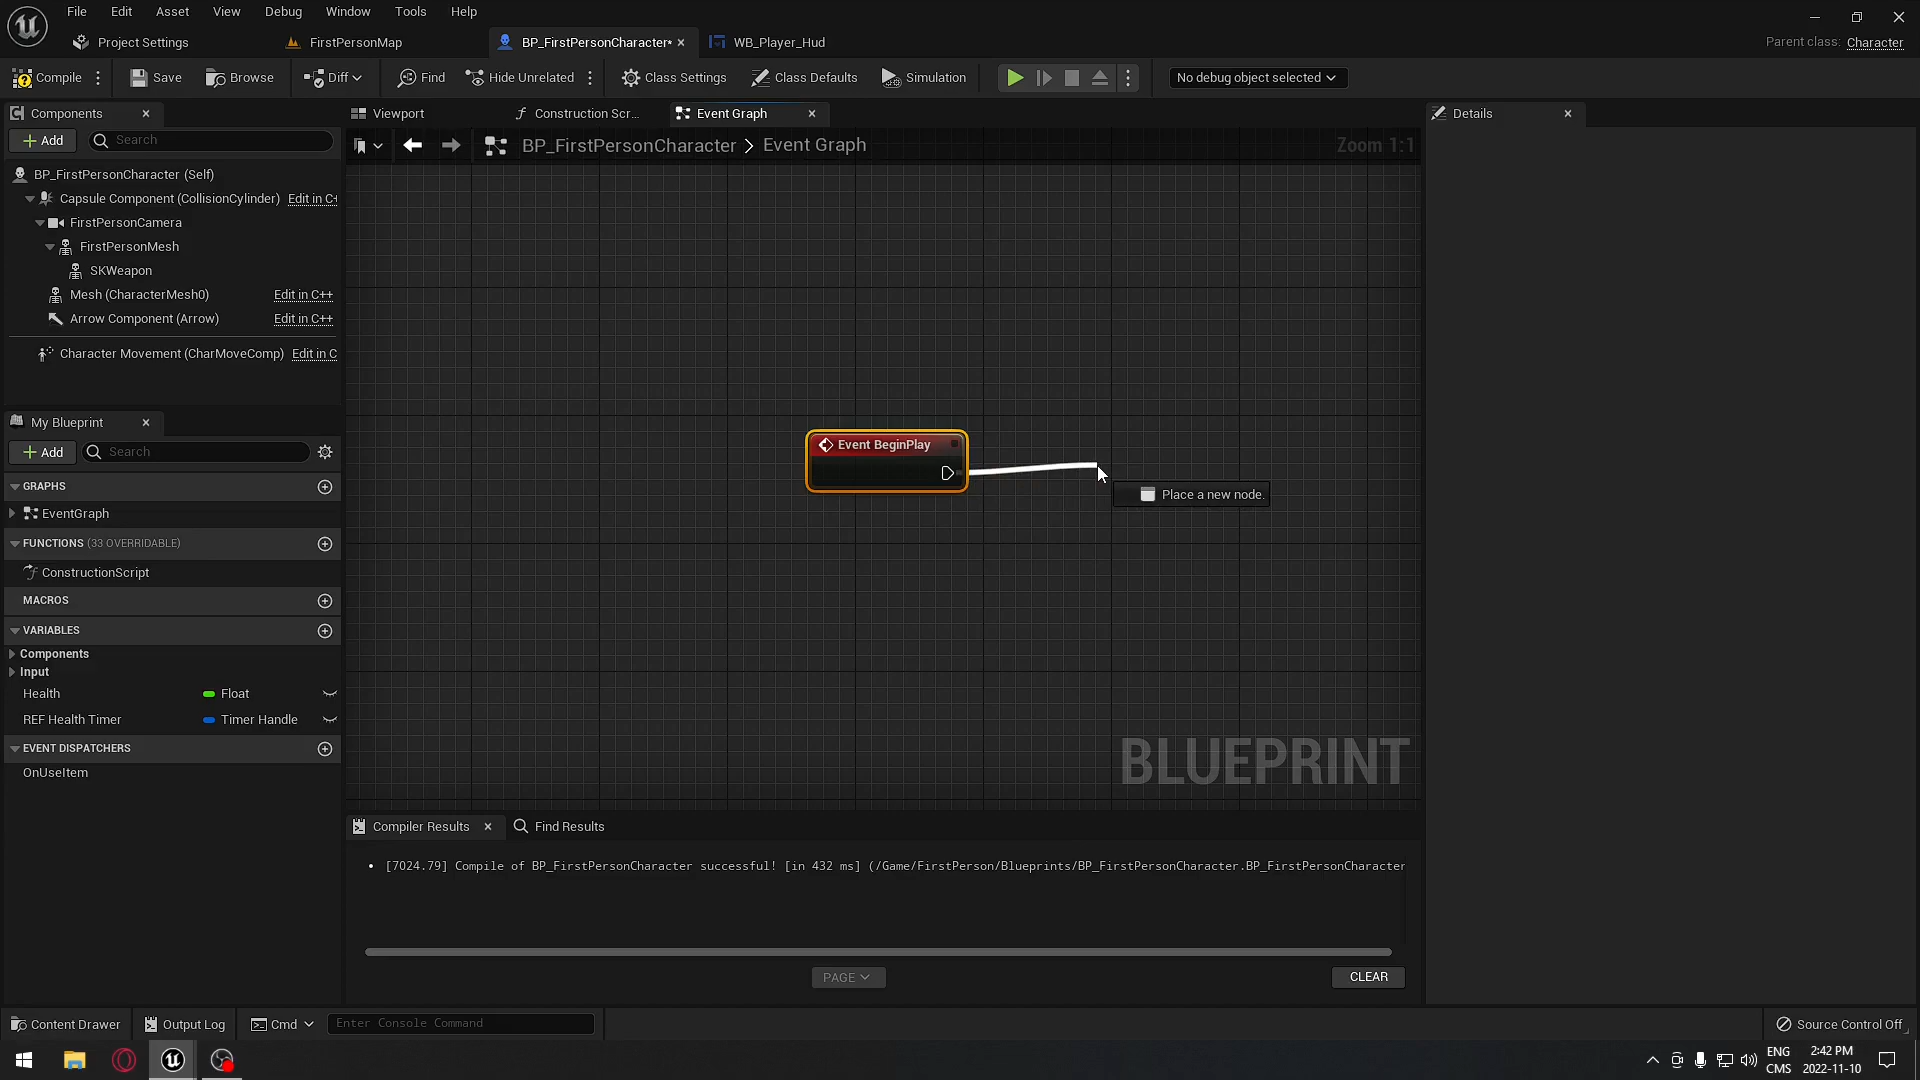 File Edit Asset View Debug Window Tools Help
Project Settings FirstPersonMap BP_FirstPersonCharacter* WB_Player_Hud
Parent class: Character
Compile Save Browse Diff Find Hide Unrelated Class Settings Class Defaults Simulation No debug object selected
Components
Add Search
BP_FirstPersonCharacter (Self)
Capsule Component (CollisionCylinder) Edit in C+
FirstPersonCamera
FirstPersonMesh
SKWeapon
Mesh (CharacterMesh0) Edit in C++
Arrow Component (Arrow) Edit in C++
Character Movement (CharMoveComp) Edit in C
My Blueprint
Add Search
GRAPHS
EventGraph
FUNCTIONS (33 OVERRIDABLE)
ConstructionScript
MACROS
VARIABLES
Components
Input
Health Float
REF Health Timer Timer Handle
EVENT DISPATCHERS
OnUseItem
Viewport Construction Scr... Event Graph
BP_FirstPersonCharacter > Event Graph Zoom 1:1
Event BeginPlay
Place a new node.
BLUEPRINT
Compiler Results Find Results
[7024.79] Compile of BP_FirstPersonCharacter successful! [in 432 ms] (/Game/FirstPerson/Blueprints/BP_FirstPersonCharacter.BP_FirstPersonCharacter
PAGE CLEAR
Details
Content Drawer Output Log Cmd Enter Console Command Source Control Off
ENG 2:42 PM
CMS 2022-11-10